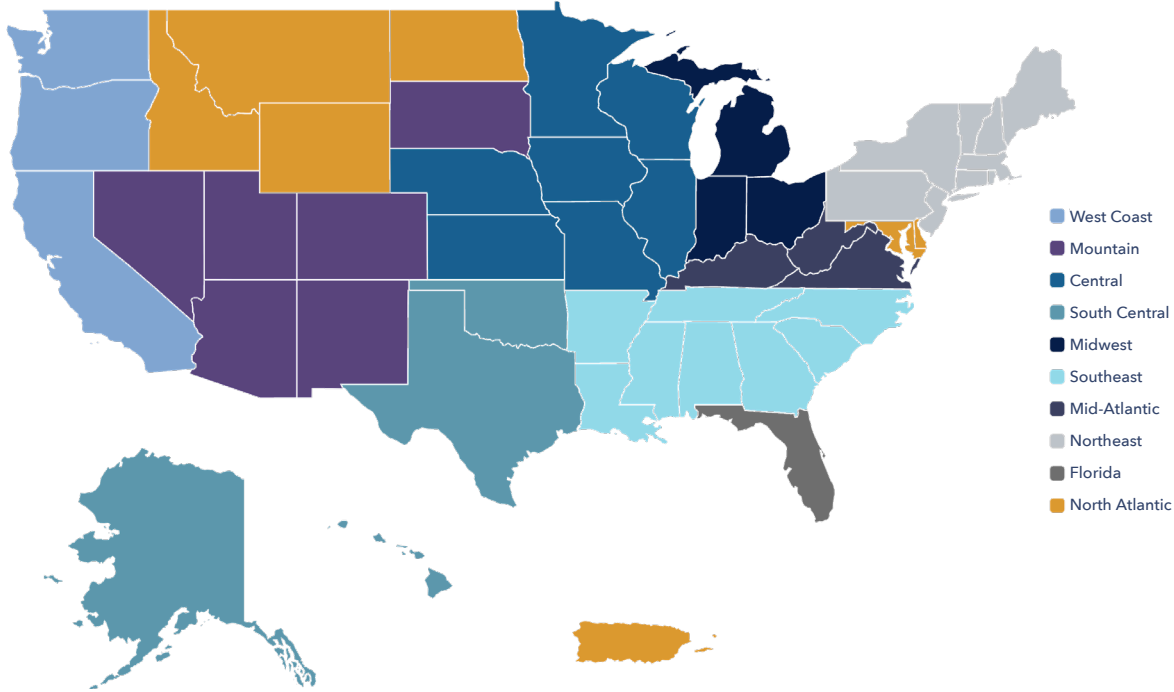 West Coast
Mountain
Central
South Central
Midwest
Southeast
Mid-Atlantic
Northeast
Florida
North Atlantic